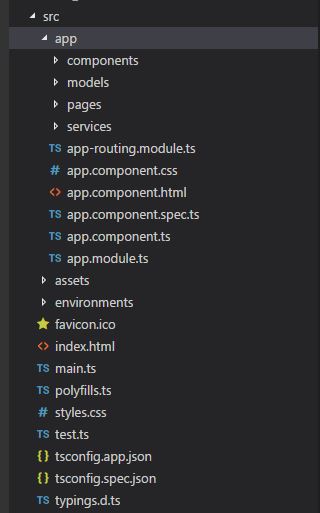 src
app
components
models
pages
services
TS app-routing.module.ts
# app.component.css
<> app.component.html
TS app.component.spec.ts
TS app.component.ts
TS app.module.ts
assets
environments
favicon.ico
<> index.html
TS main.ts
TS polyfills.ts
# styles.css
TS test.ts
{ } tsconfig.app.json
{ } tsconfig.spec.json
TS typings.d.ts